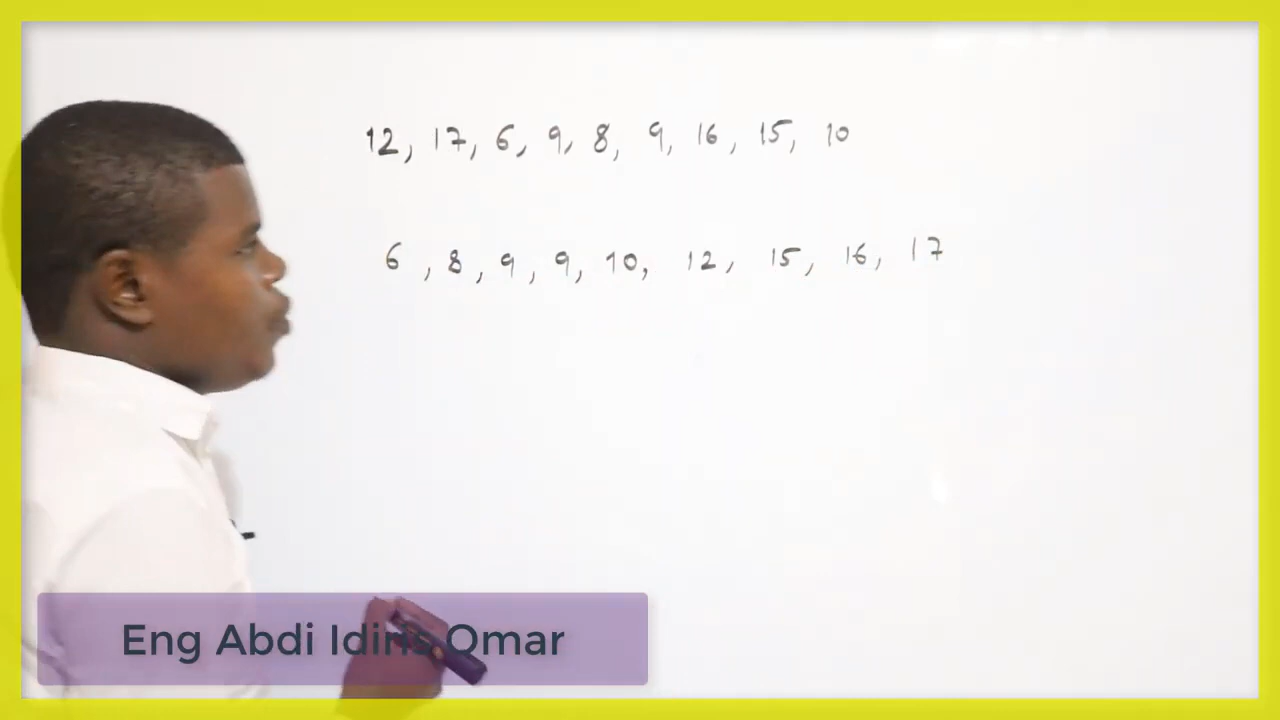 12, 17, 6, 9, 8, 9, 16, 15, 10
6, 8, 9, 9, 10, 12, 15, 16, 17
Eng Abdi Idiris Omar